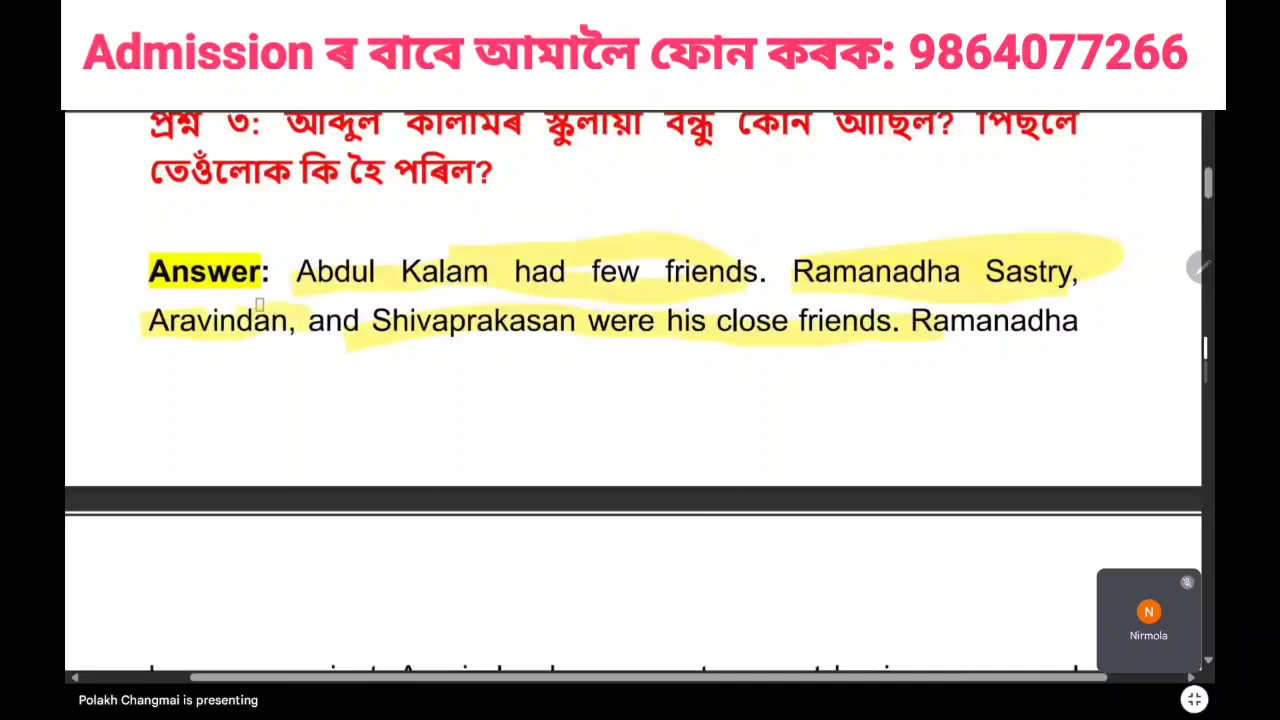 Admission ৰ বাবে আমালৈ ফোন কৰক: 9864077266
প্ৰশ্ন ৩: আব্দুল কালামৰ স্কুলীয়া বন্ধু কোন আছিল? পিছলৈ
তেওঁলোক কি হৈ পৰিল?
Answer: Abdul Kalam had few friends. Ramanadha Sastry,
Aravindan, and Shivaprakasan were his close friends. Ramanadha
N
Nirmola
Polakh Changmai is presenting